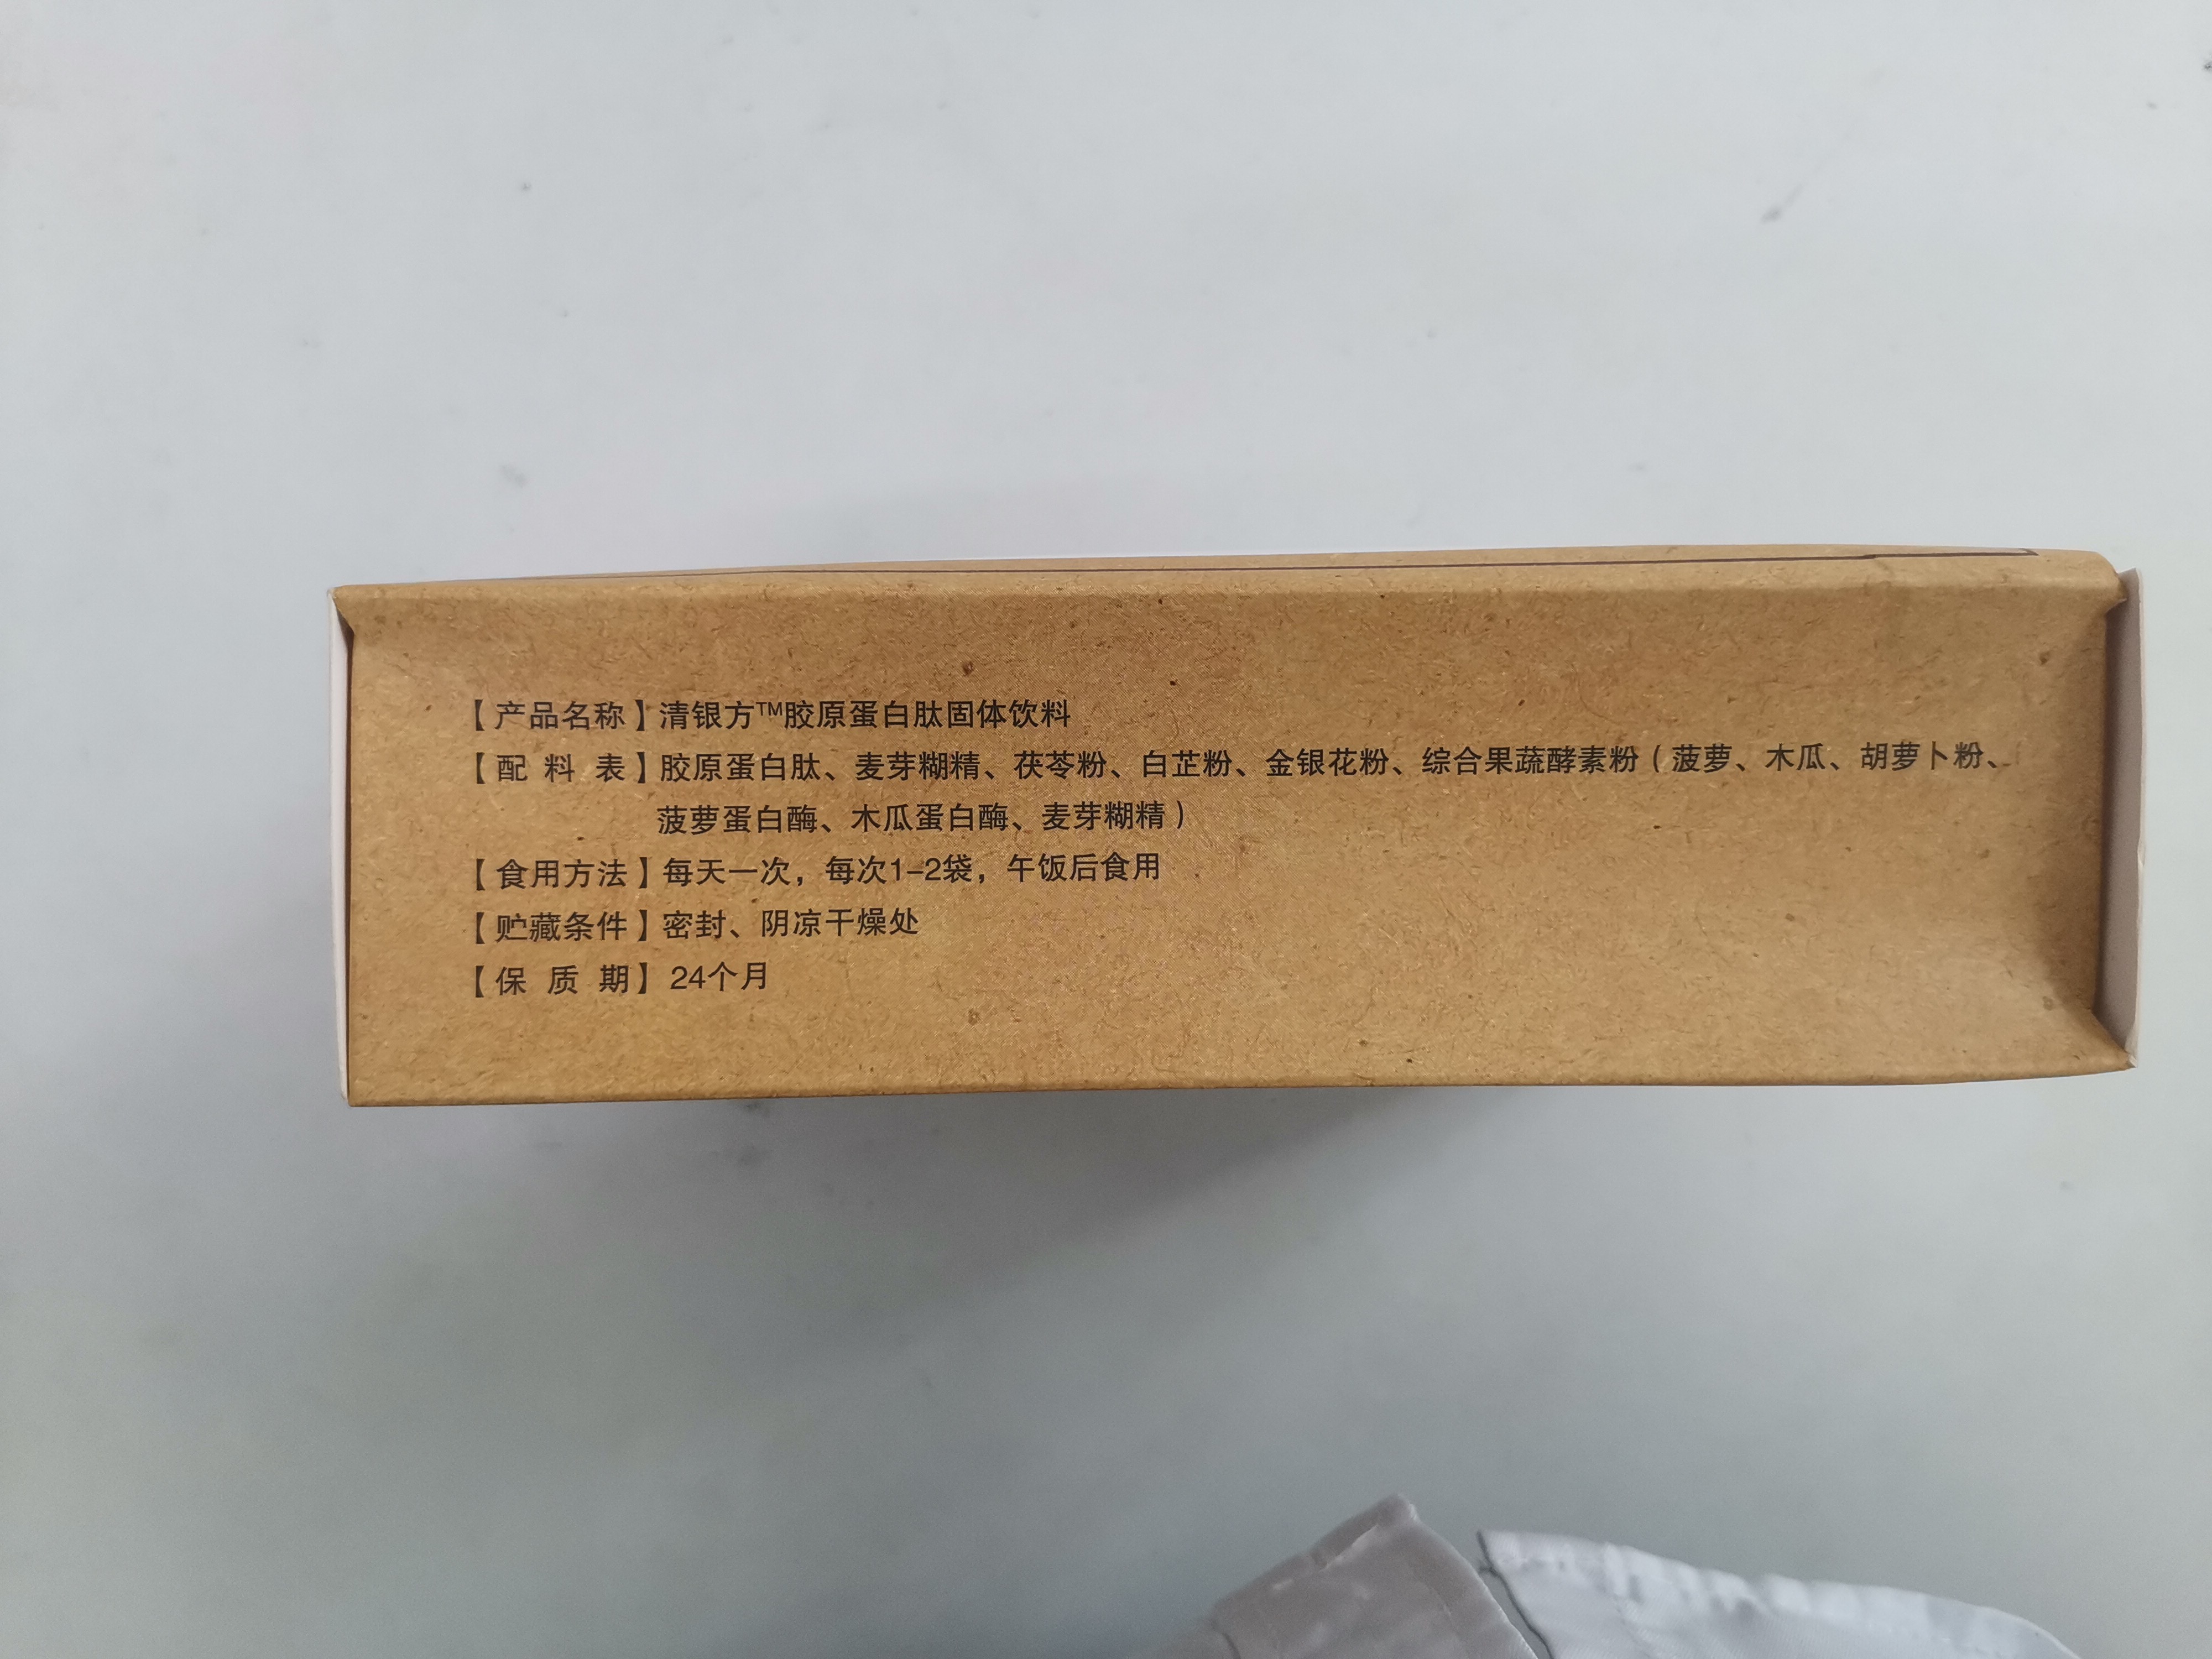 【产品名称】清银方™胶原蛋白肽固体饮料
【配 料 表】胶原蛋白肽、麦芽糊精、茯苓粉、白芷粉、金银花粉、综合果蔬酵素粉（菠萝、木瓜、胡萝卜粉、
菠萝蛋白酶、木瓜蛋白酶、麦芽糊精）
【食用方法】每天一次，每次1-2袋，午饭后食用
【贮藏条件】密封、阴凉干燥处
【保 质 期】24个月